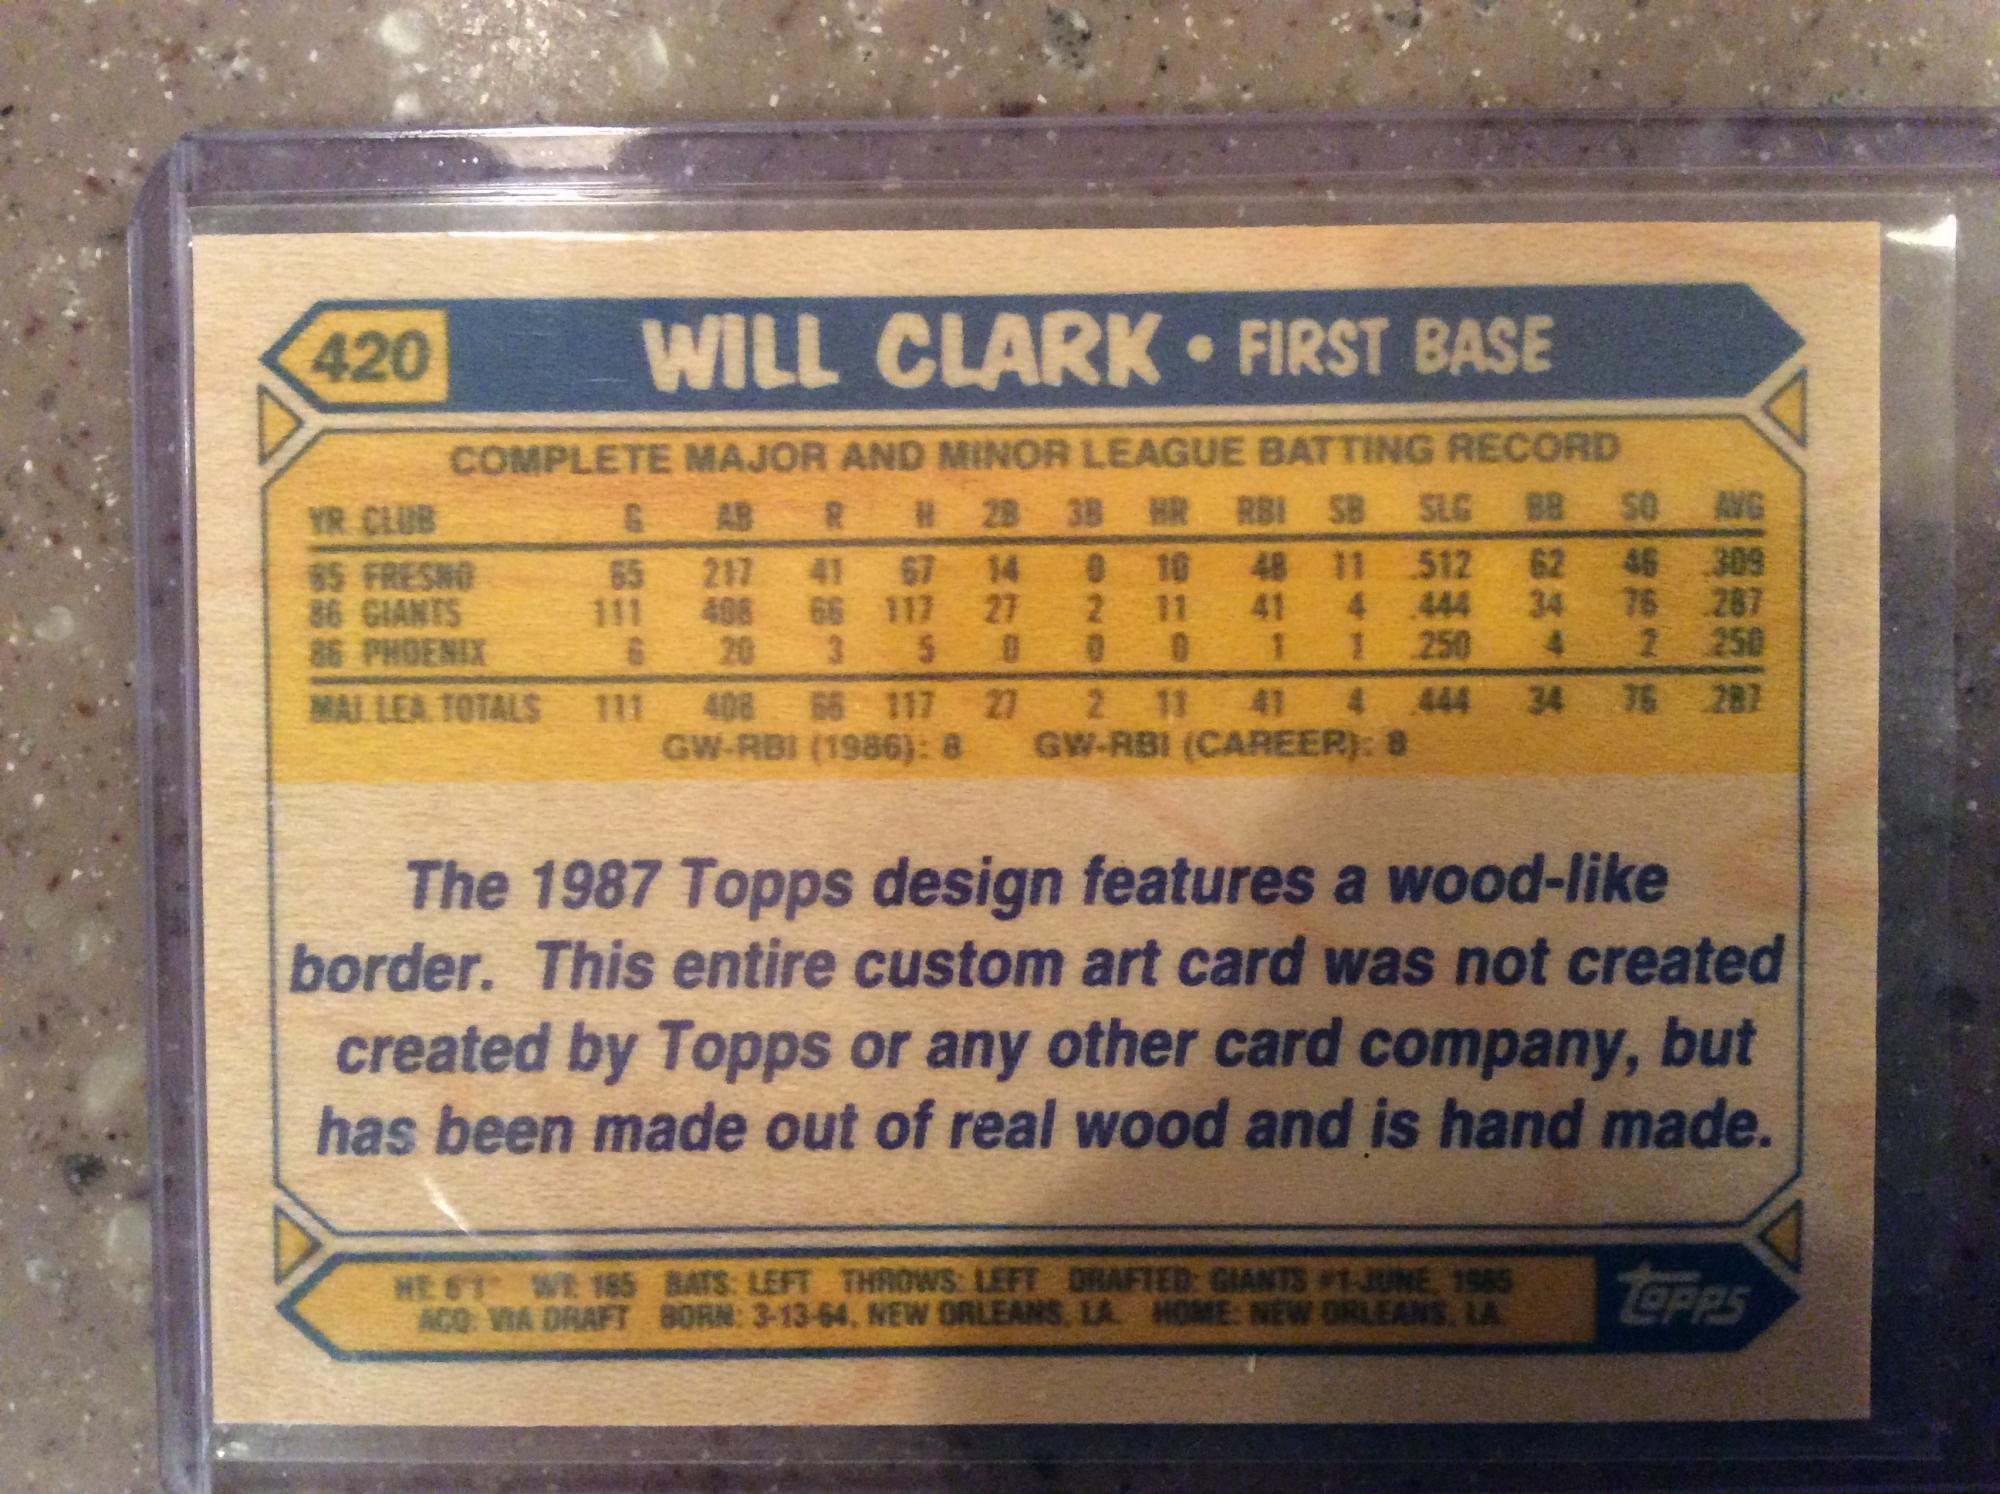 420 WILL CLARK • FIRST BASE
COMPLETE MAJOR AND MINOR LEAGUE BATTING RECORD
YR CLUB G AB R H 2B 3B HR RBI SB SLG BB SO AVG
85 FRESNO 65 217 41 67 14 0 10 48 11 .512 62 46 .309
86 GIANTS 111 408 66 117 27 2 11 41 4 .444 34 76 .287
86 PHOENIX 6 20 3 5 0 0 0 1 1 .250 4 2 .250
MAJ. LEA. TOTALS 111 408 66 117 27 2 11 41 4 .444 34 76 .287
GW-RBI (1986): 8 GW-RBI (CAREER): 8
The 1987 Topps design features a wood-like
border. This entire custom art card was not created
created by Topps or any other card company, but
has been made out of real wood and is hand made.
HT: 6'1" WT: 185 BATS: LEFT THROWS: LEFT DRAFTED: GIANTS #1-JUNE, 1985
ACQ: VIA DRAFT BORN: 3-13-64, NEW ORLEANS, LA. HOME: NEW ORLEANS, LA.
topps